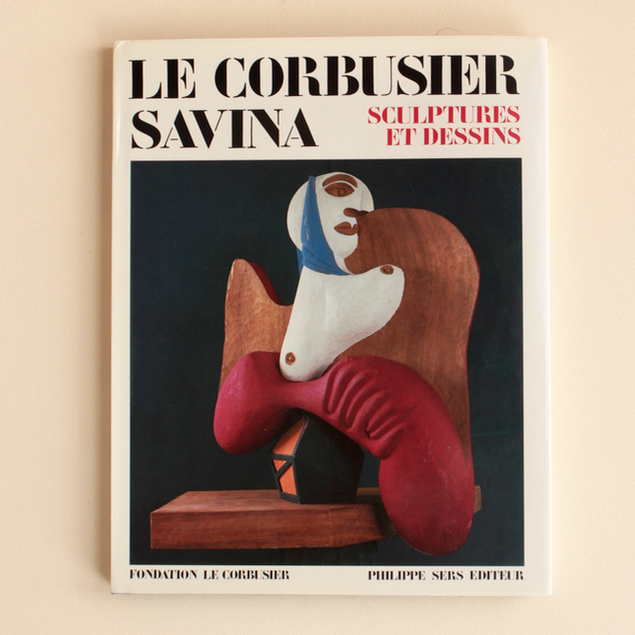 LE CORBUSIER
SAVINA
SCULPTURES
ET DESSINS
FONDATION LE CORBUSIER
PHILIPPE SERS EDITEUR